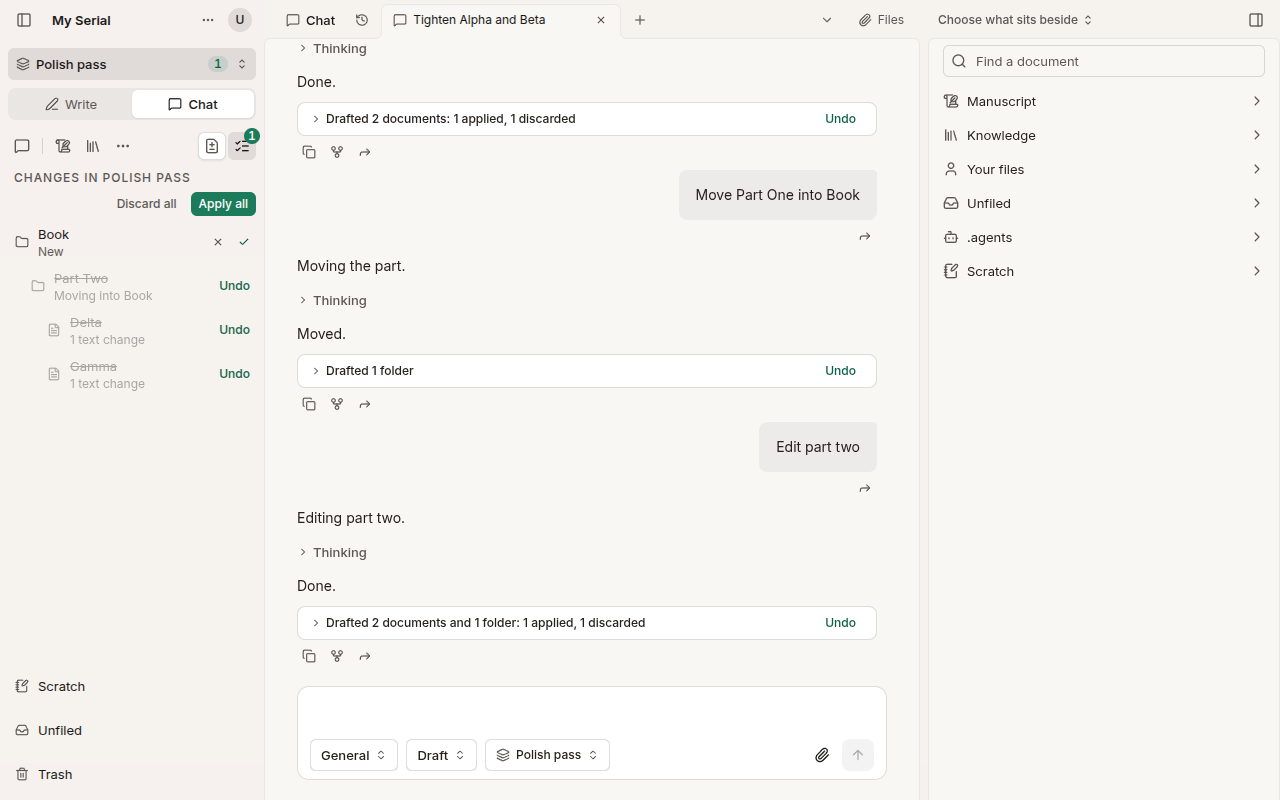 My Serial
U
Chat
Tighten Alpha and Beta
Files
Choose what sits beside
Polish pass
1
Write
Chat
1
CHANGES IN POLISH PASS
Discard all
Apply all
Book
New
Part Two
Moving into Book
Undo
Delta
1 text change
Undo
Gamma
1 text change
Undo
Scratch
Unfiled
Trash
Thinking
Done.
Drafted 2 documents: 1 applied, 1 discarded
Undo
Move Part One into Book
Moving the part.
Thinking
Moved.
Drafted 1 folder
Undo
Edit part two
Editing part two.
Thinking
Done.
Drafted 2 documents and 1 folder: 1 applied, 1 discarded
Undo
General
Draft
Polish pass
Find a document
Manuscript
Knowledge
Your files
Unfiled
.agents
Scratch